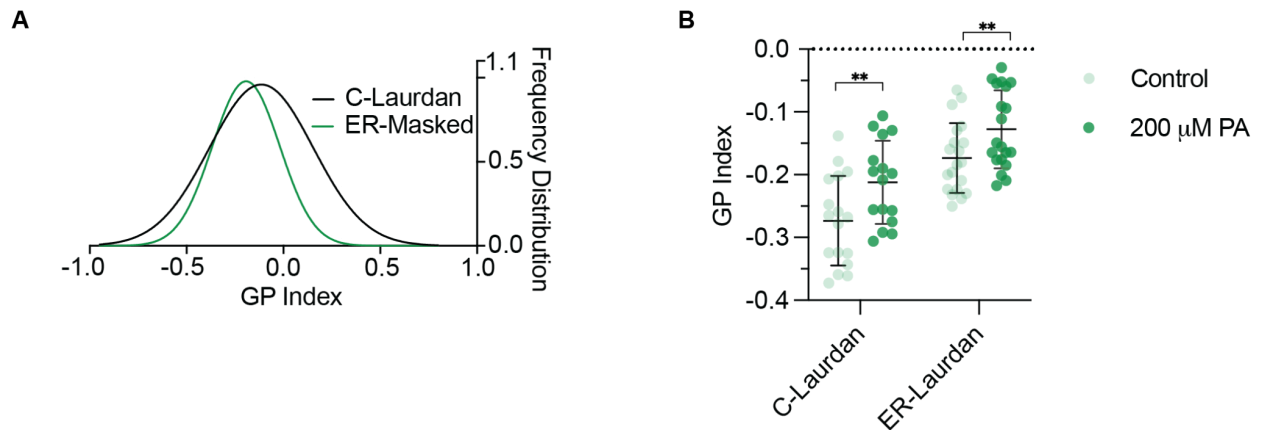 A
C-Laurdan
ER-Masked
1.1
0.5
0.0
Frequency Distribution
-1.0
-0.5
0.0
0.5
1.0
GP Index
B
**
**
0.0
-0.1
-0.2
-0.3
-0.4
GP Index
C-Laurdan
ER-Laurdan
Control
200 μM PA